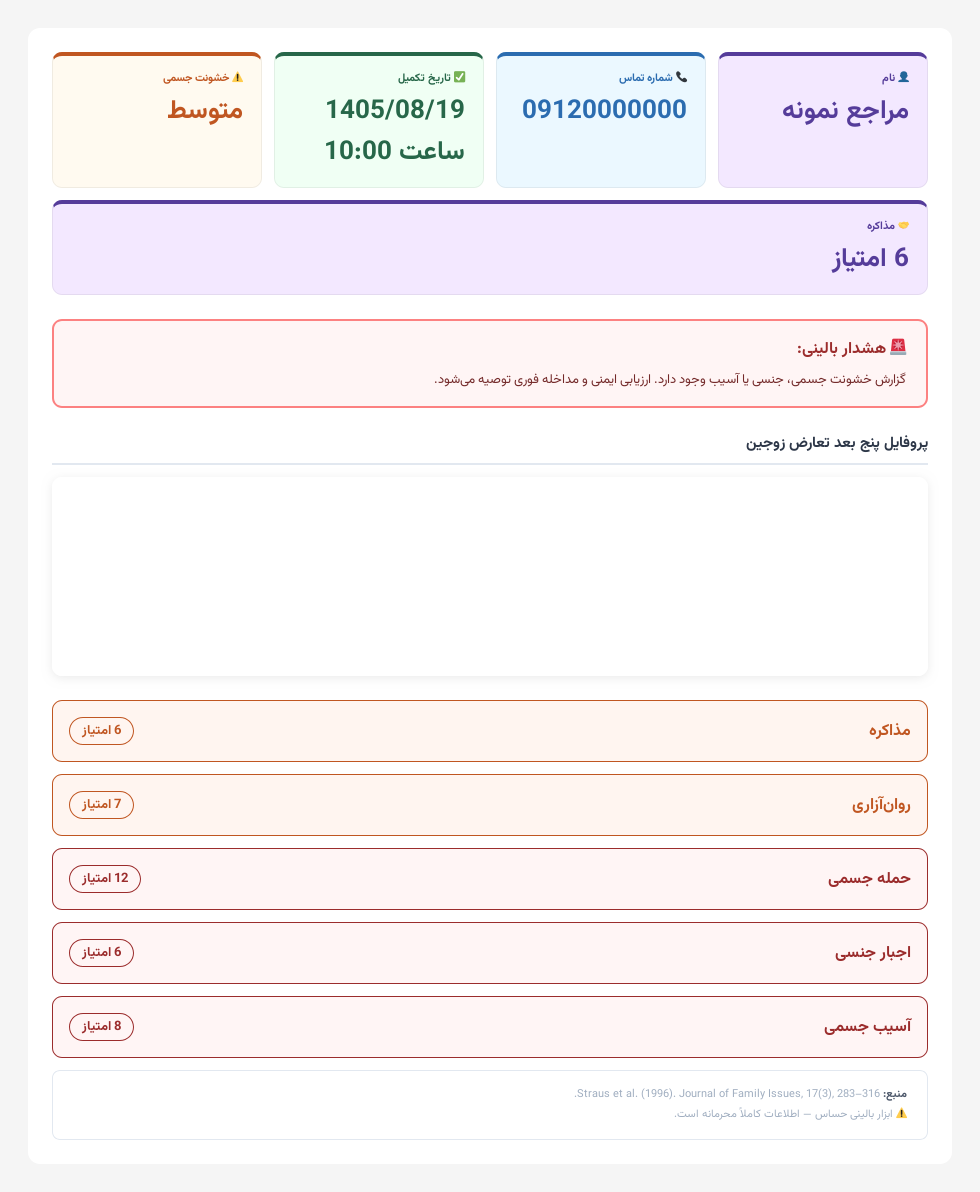 👤 نام
مراجع نمونه
📞 شماره تماس
09120000000
✅ تاریخ تکمیل
1405/08/19
ساعت 10:00
⚠️ خشونت جسمی
متوسط
🤝 مذاکره
6 امتیاز
🚨 هشدار بالینی:
گزارش خشونت جسمی، جنسی یا آسیب وجود دارد. ارزیابی ایمنی و مداخله فوری توصیه می‌شود.
پروفایل پنج بعد تعارض زوجین
مذاکره
6 امتیاز
روان‌آزاری
7 امتیاز
حمله جسمی
12 امتیاز
اجبار جنسی
6 امتیاز
آسیب جسمی
8 امتیاز
منبع: Straus et al. (1996). Journal of Family Issues, 17(3), 283–316.
⚠️ ابزار بالینی حساس — اطلاعات کاملاً محرمانه است.